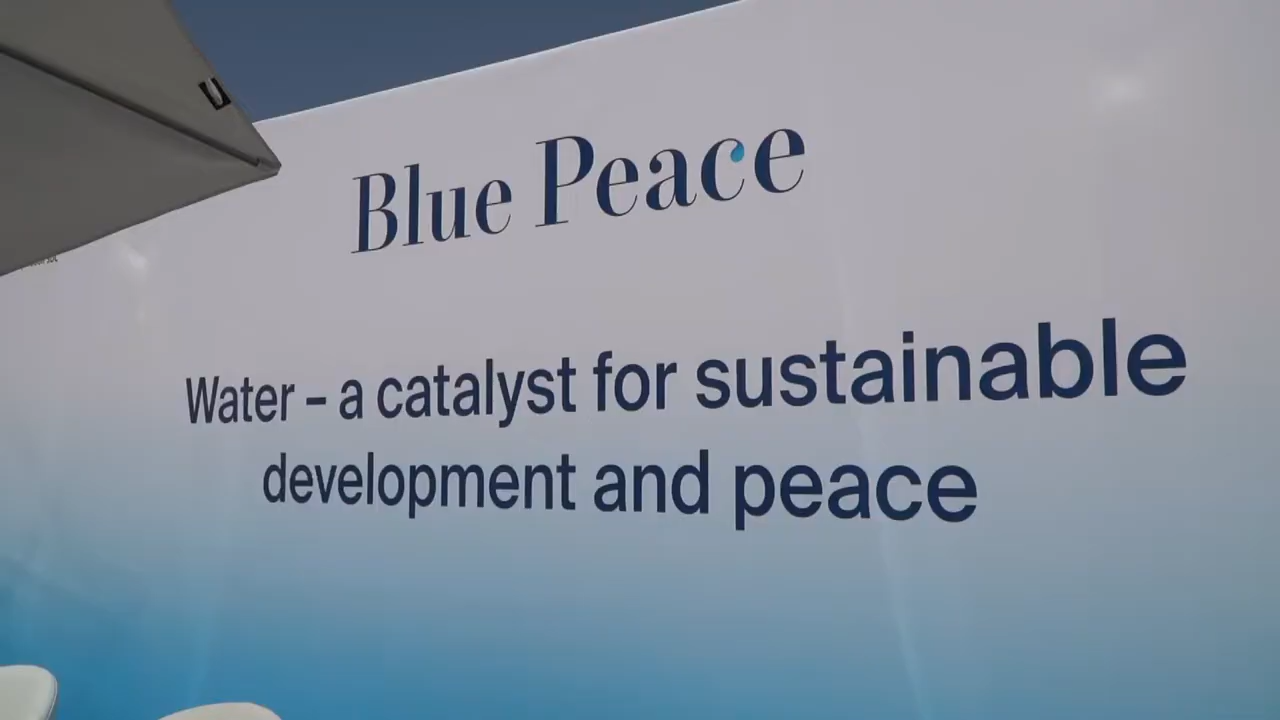 Blue Peace
Water – a catalyst for sustainable
development and peace